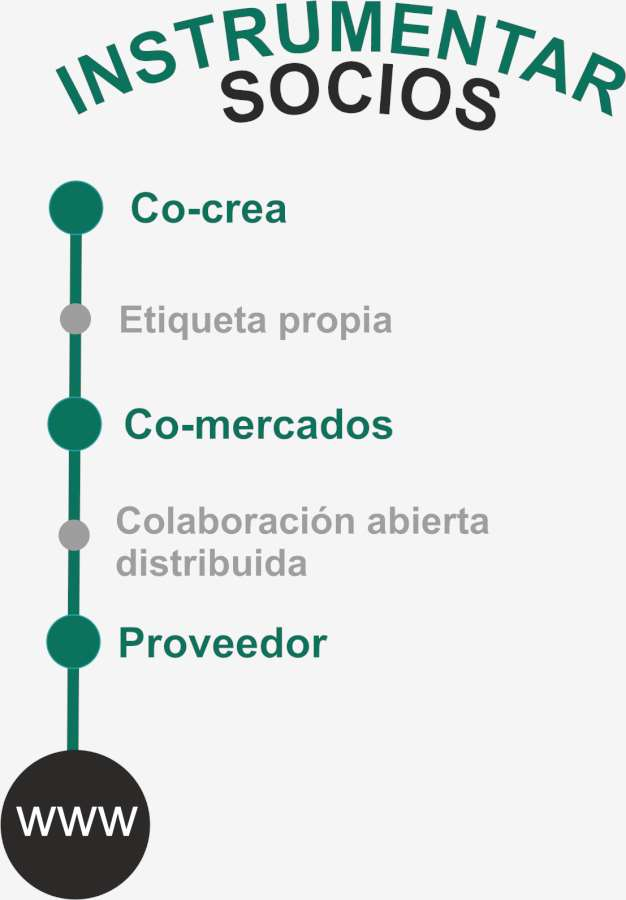 INSTRUMENTAR
SOCIOS
Co-crea
Etiqueta propia
Co-mercados
Colaboración abierta
distribuida
Proveedor
www